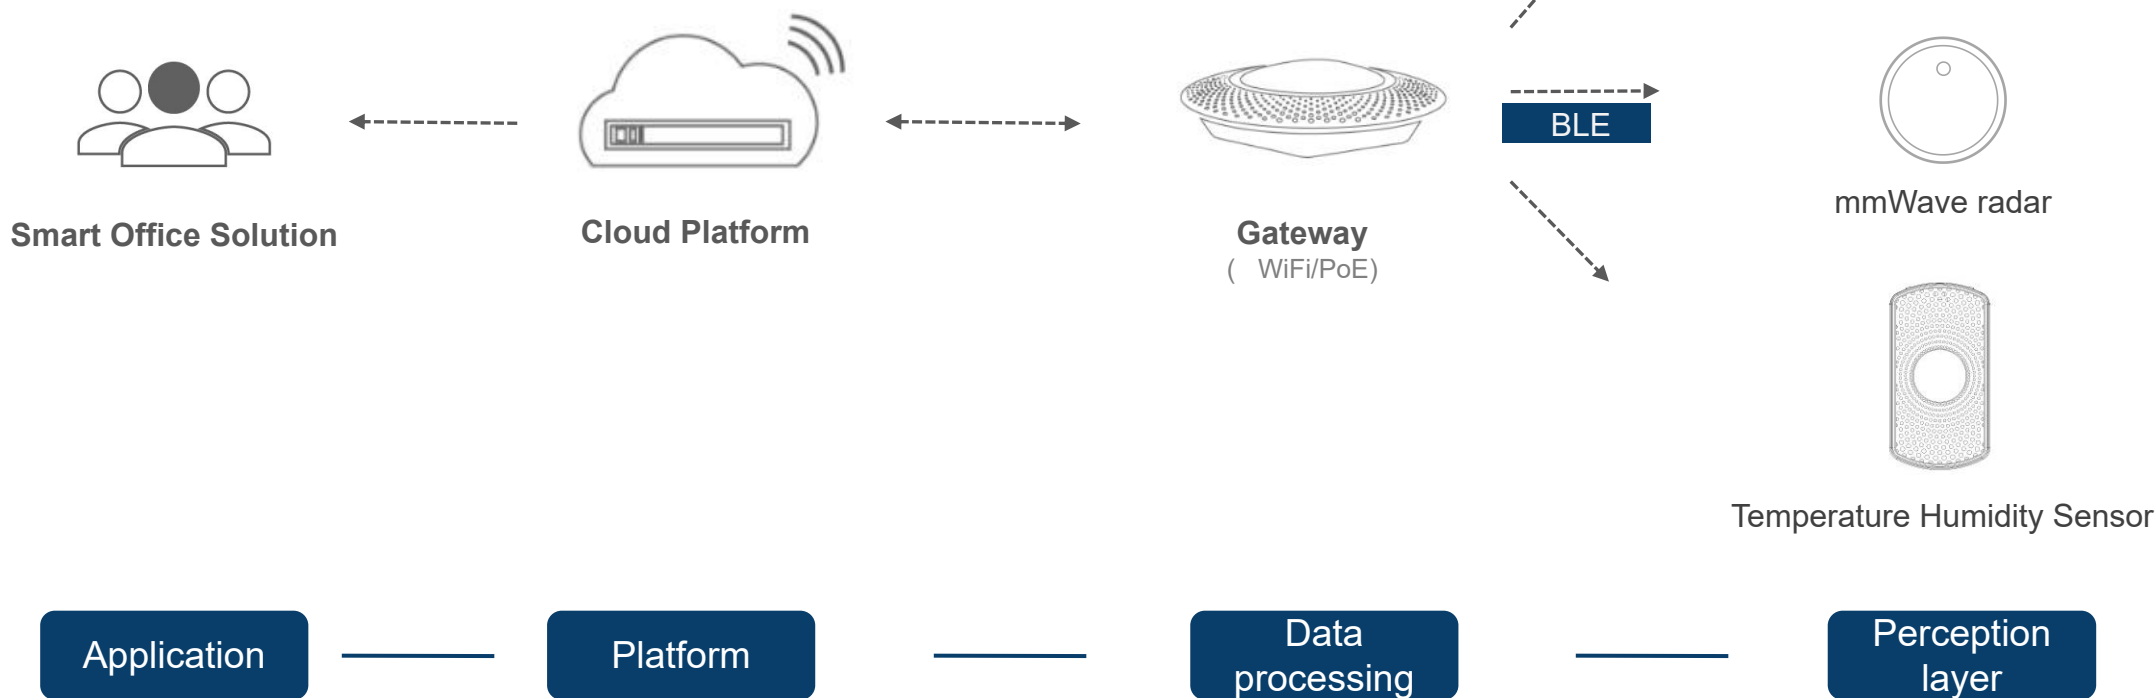 BLE
mmWave radar
Smart Office Solution
Cloud Platform
Gateway
( WiFi/PoE)
Temperature Humidity Sensor
Application
Platform
Data
processing
Perception
layer